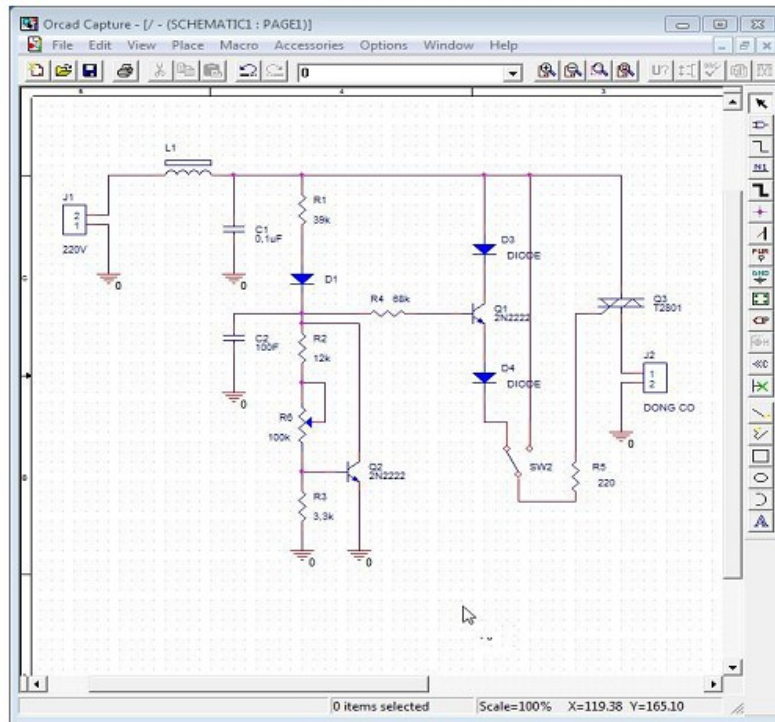 Orcad Capture - [/ - (SCHEMATIC1 : PAGE1)]
File Edit View Place Macro Accessories Options Window Help
0
U?
L1
J1
2
1
220V
0
C1
0,1uF
0
R1
39k
D1
D3
DIODE
R4 68k
Q1
2N2222
Q3
T2801
C2
100F
0
R2
12k
D4
DIODE
J2
1
2
DONG CO
0
R6
100k
SW2
R5
220
Q2
2N2222
R3
3,3k
0
0
N1
PWR
GND
A
0 items selected Scale=100% X=119.38 Y=165.10